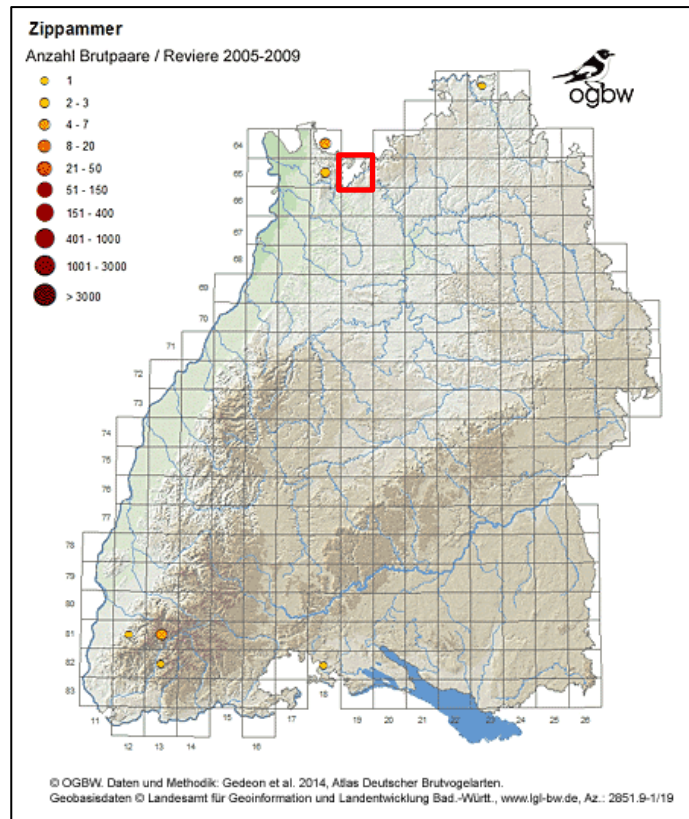 Zippammer
Anzahl Brutpaare / Reviere 2005-2009
1
2 - 3
4 - 7
8 - 20
21 - 50
51 - 150
151 - 400
401 - 1000
1001 - 3000
> 3000
ogbw
64
65
66
67
68
69
70
71
72
73
74
75
76
77
78
79
80
81
82
83
11
12
13
14
15
16
17
18
19
20
21
22
23
24
25
26
© OGBW. Daten und Methodik: Gedeon et al. 2014, Atlas Deutscher Brutvogelarten.
Geobasisdaten © Landesamt für Geoinformation und Landentwicklung Bad.-Württ., www.lgl-bw.de, Az.: 2851.9-1/19